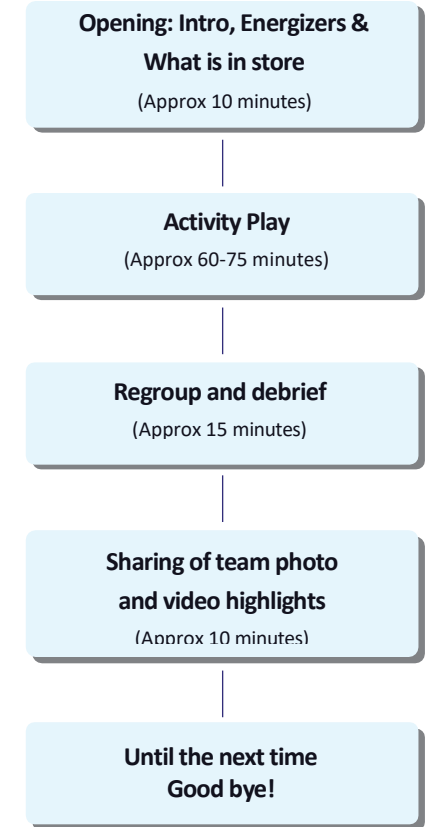 Opening: Intro, Energizers &
What is in store
(Approx 10 minutes)
Activity Play
(Approx 60-75 minutes)
Regroup and debrief
(Approx 15 minutes)
Sharing of team photo
and video highlights
(Approx 10 minutes)
Until the next time
Good bye!